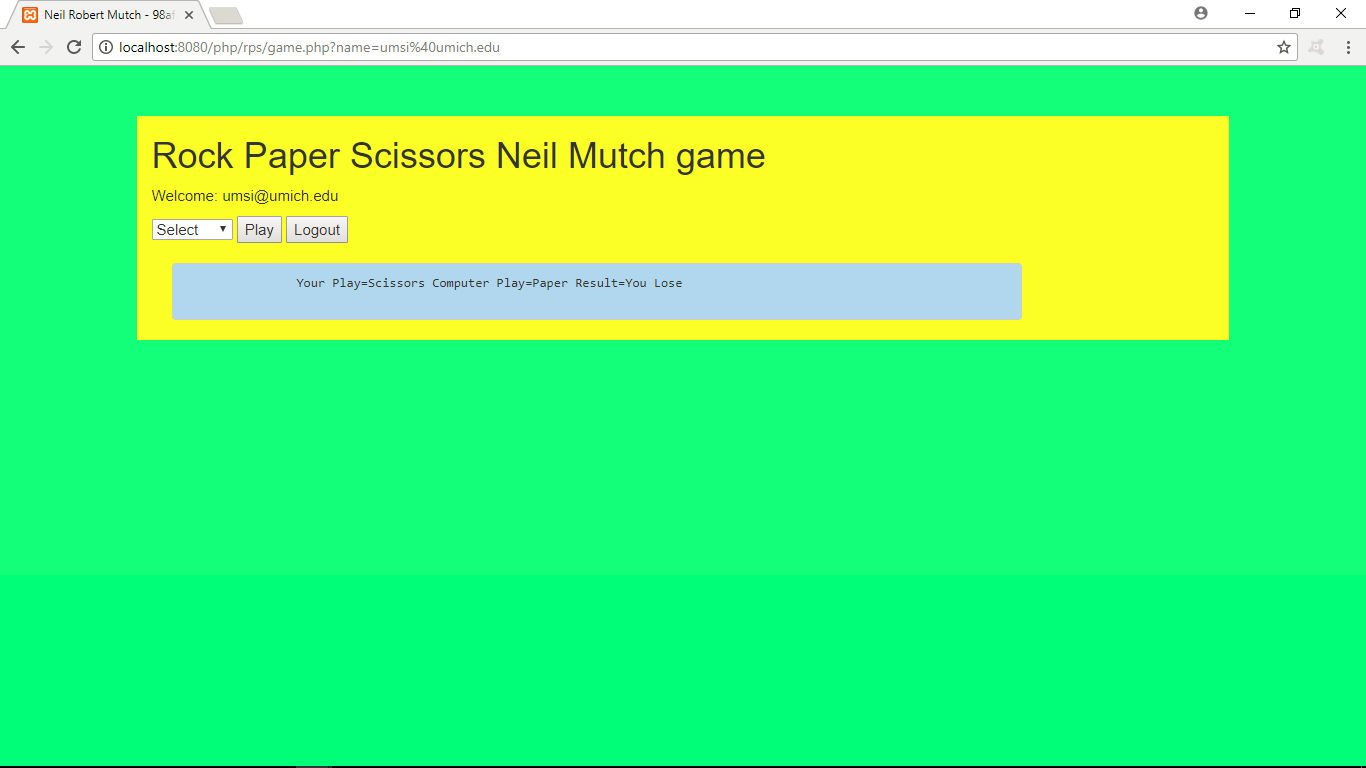 Neil Robert Mutch - 98af
localhost:8080/php/rps/game.php?name=umsi%40umich.edu
Rock Paper Scissors Neil Mutch game
Welcome: umsi@umich.edu
Select Play Logout
Your Play=Scissors Computer Play=Paper Result=You Lose